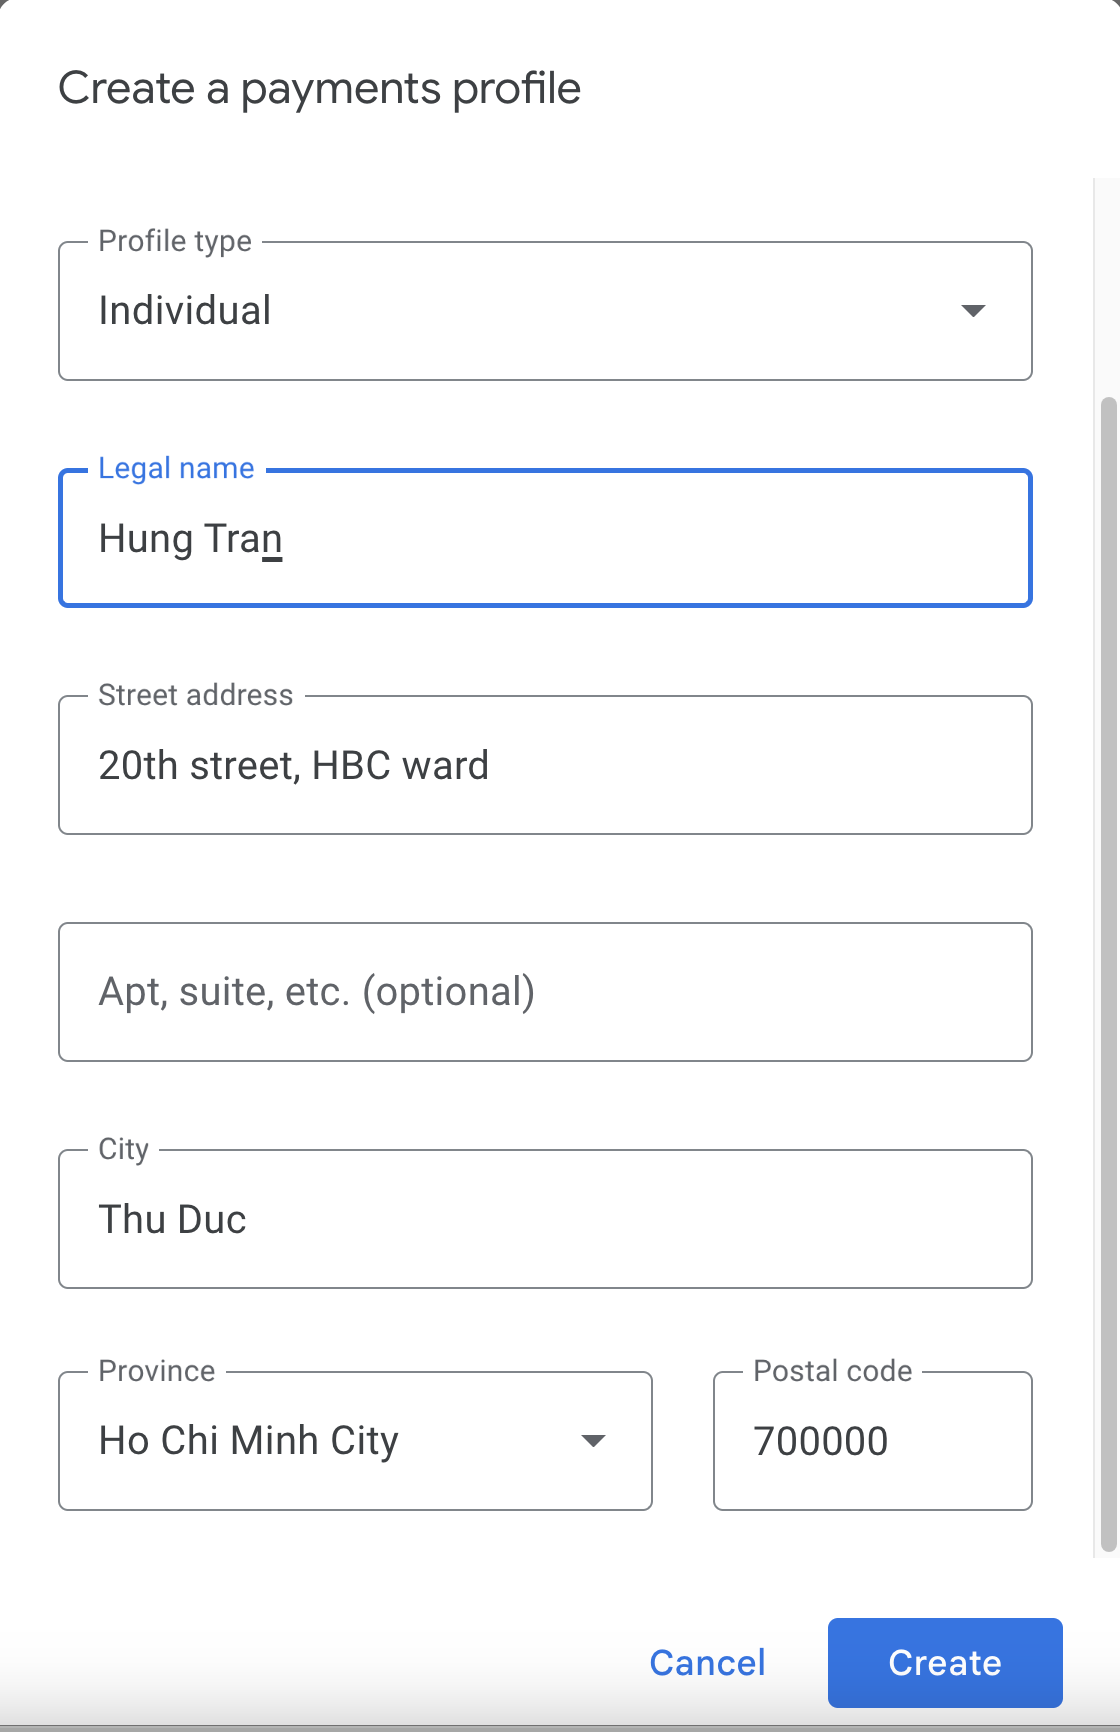 Create a payments profile
Profile type
Individual
Legal name
Hung Tran
Street address
20th street, HBC ward
Apt, suite, etc. (optional)
City
Thu Duc
Province
Ho Chi Minh City
Postal code
700000
Cancel
Create